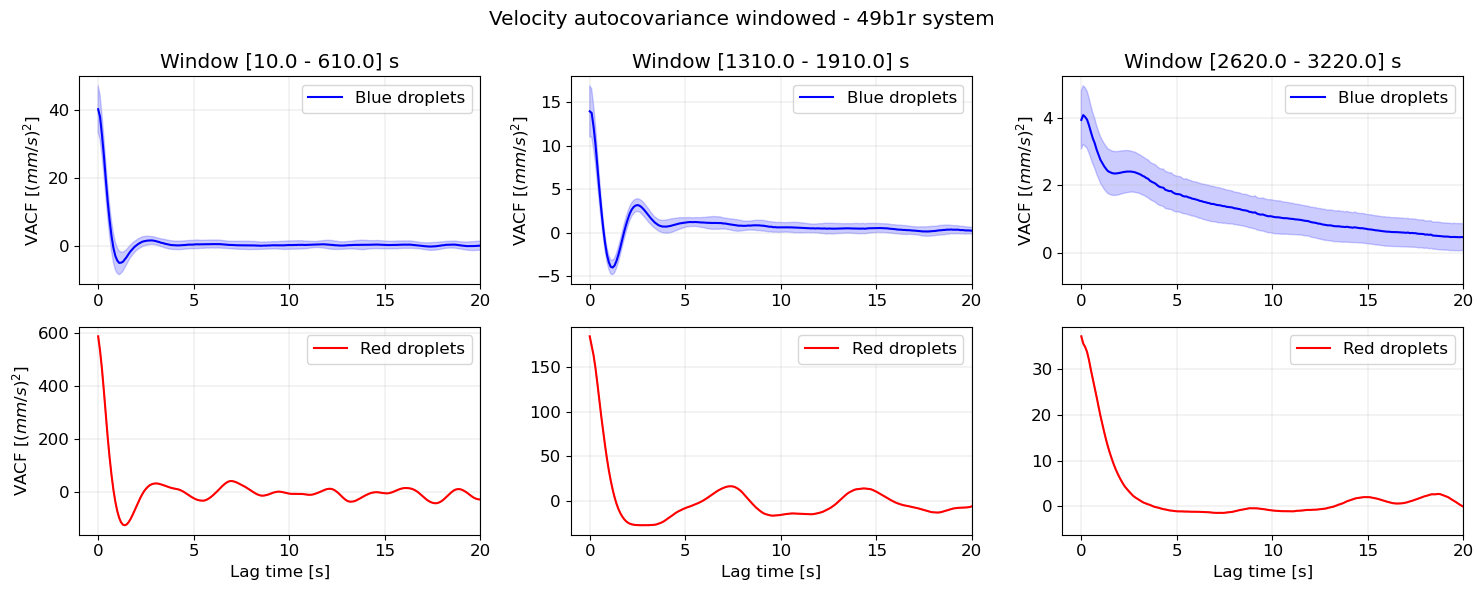 Velocity autocovariance windowed - 49b1r system
Window [10.0 - 610.0] s
Window [1310.0 - 1910.0] s
Window [2620.0 - 3220.0] s
VACF [(mm/s)²]
40
20
0
Blue droplets
0 5 10 15 20
VACF [(mm/s)²]
15
10
5
0
−5
Blue droplets
0 5 10 15 20
VACF [(mm/s)²]
4
2
0
Blue droplets
0 5 10 15 20
VACF [(mm/s)²]
600
400
200
0
Red droplets
0 5 10 15 20
Lag time [s]
150
100
50
0
Red droplets
0 5 10 15 20
Lag time [s]
30
20
10
0
Red droplets
0 5 10 15 20
Lag time [s]